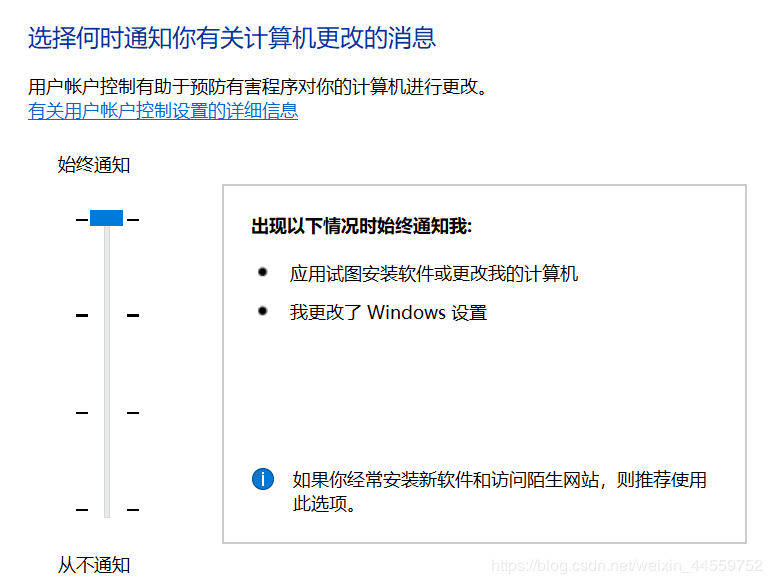 选择何时通知你有关计算机更改的消息
用户帐户控制有助于预防有害程序对你的计算机进行更改。
有关用户帐户控制设置的详细信息
始终通知
出现以下情况时始终通知我:
应用试图安装软件或更改我的计算机
我更改了 Windows 设置
如果你经常安装新软件和访问陌生网站，则推荐使用
此选项。
从不通知
https://blog.csdn.net/weixin_44559752